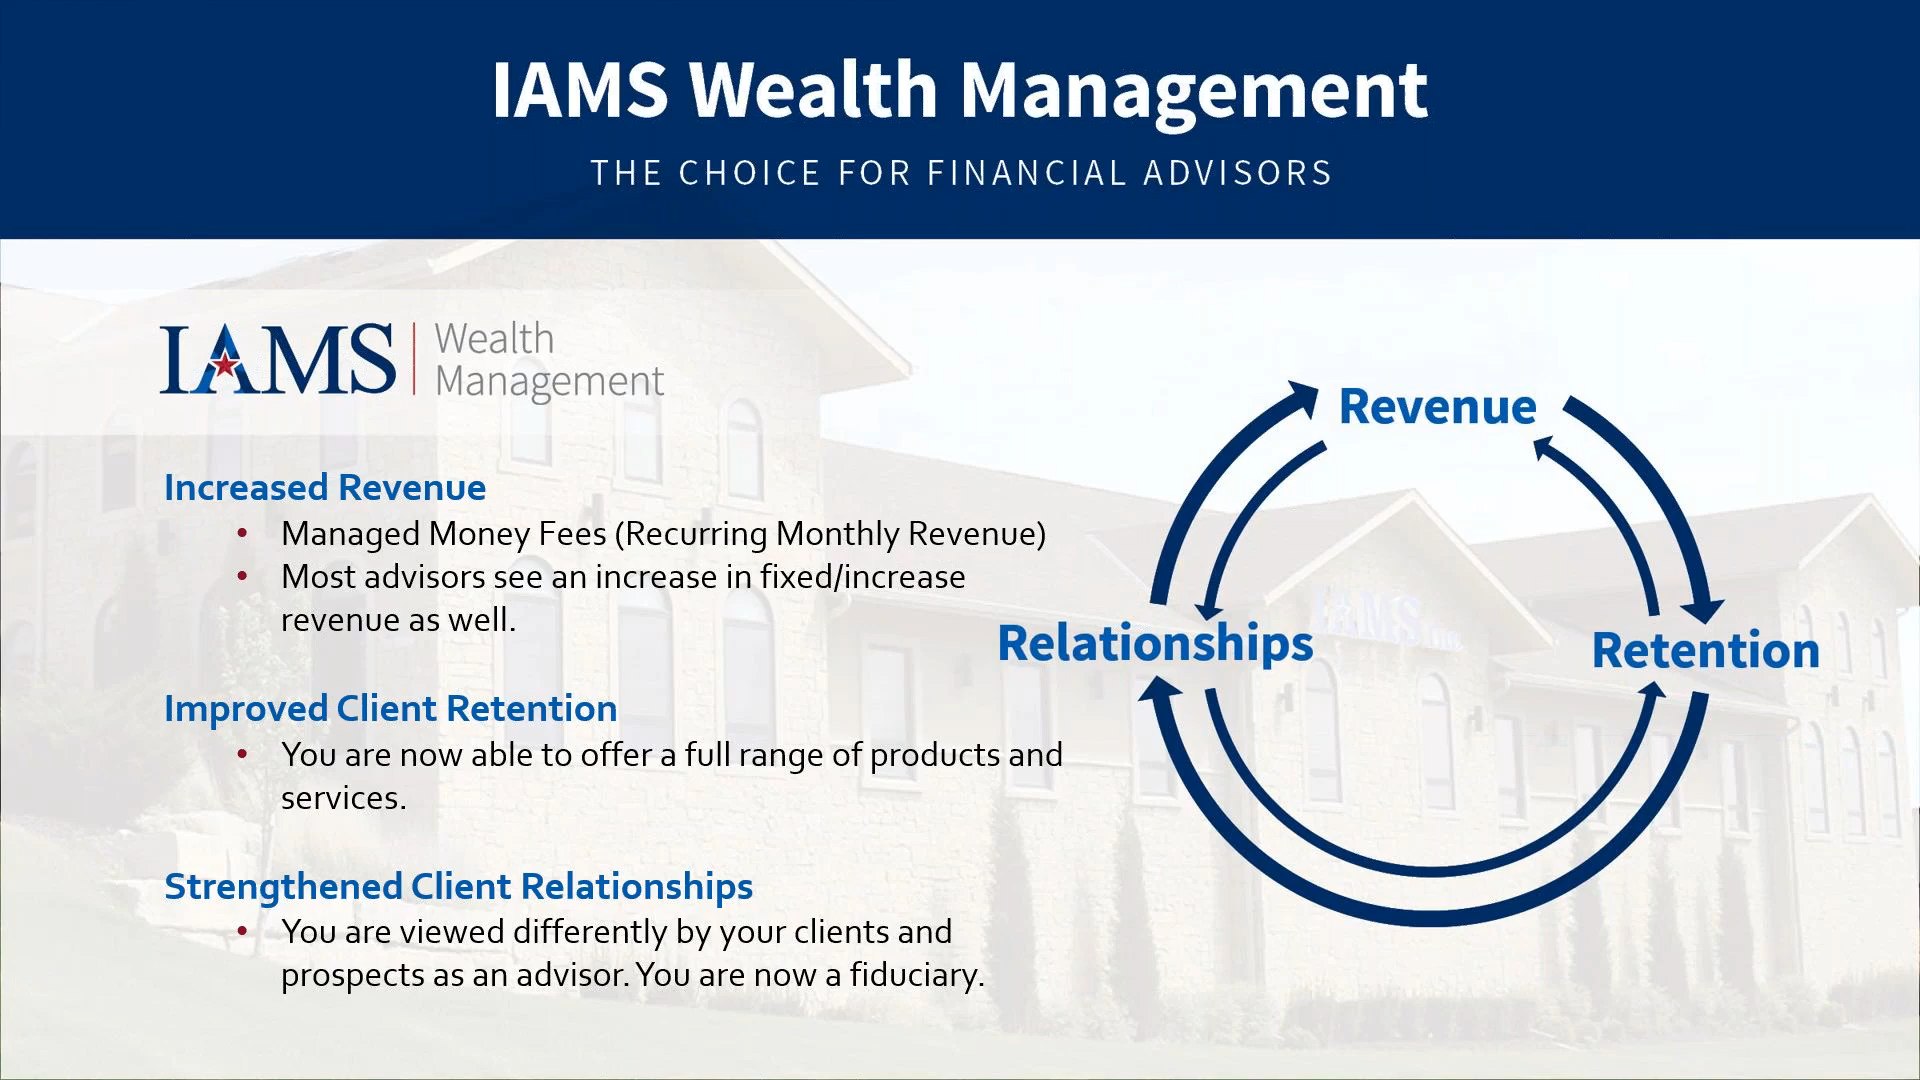 IAMS Wealth Management
THE CHOICE FOR FINANCIAL ADVISORS
IAMS
Wealth
Management
Increased Revenue
• Managed Money Fees (Recurring Monthly Revenue)
• Most advisors see an increase in fixed/increase
revenue as well.
Improved Client Retention
• You are now able to offer a full range of products and
services.
Strengthened Client Relationships
• You are viewed differently by your clients and
prospects as an advisor. You are now a fiduciary.
Revenue
Relationships
Retention
IAMS Inc.